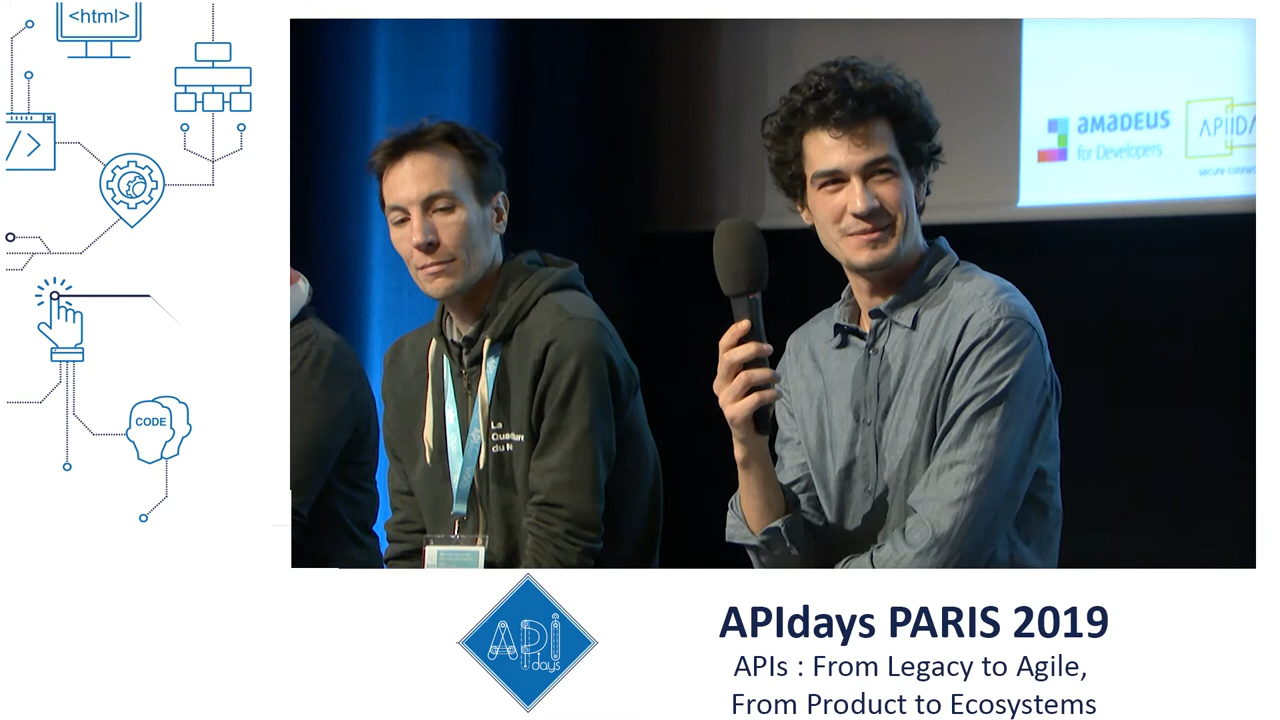 <html>
</>
CODE
amadeus
for Developers
secure
La
du
API
days
APIdays PARIS 2019
APIs : From Legacy to Agile,
From Product to Ecosystems